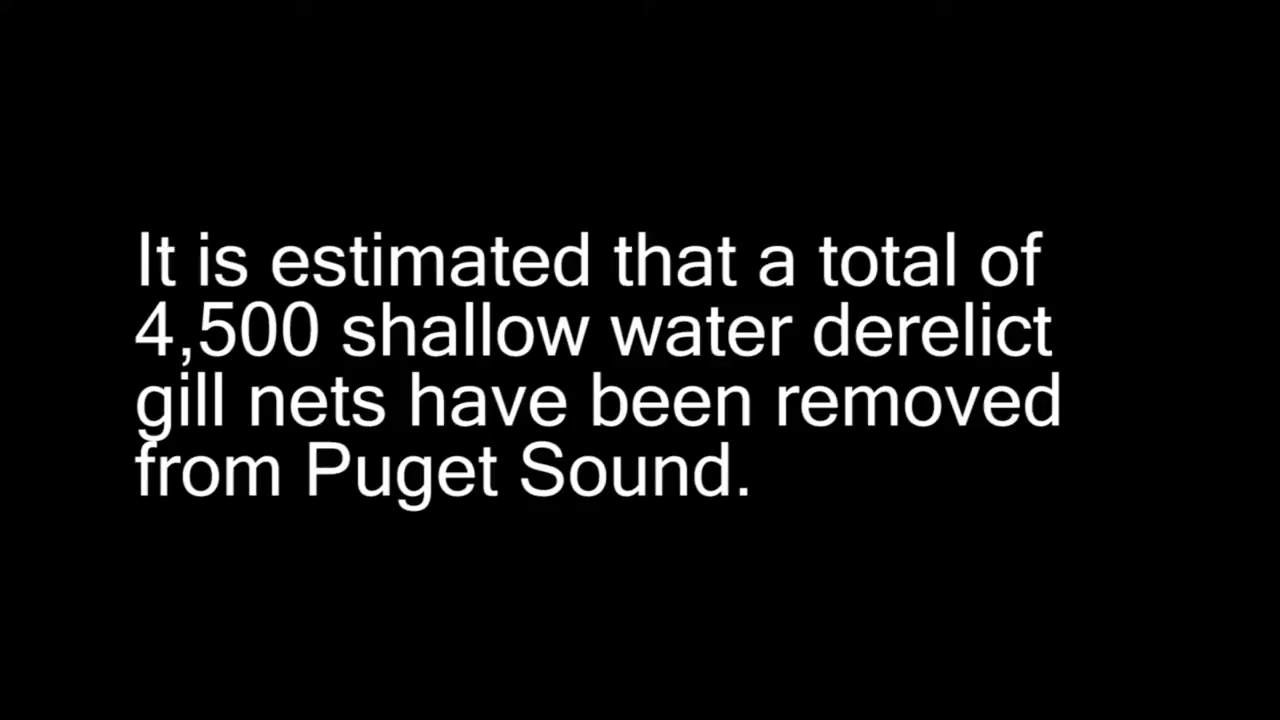 It is estimated that a total of
4,500 shallow water derelict
gill nets have been removed
from Puget Sound.